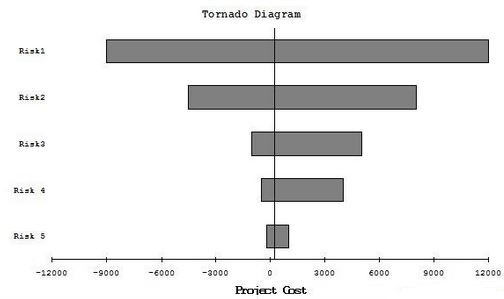 Tornado Diagram
Risk1
Risk2
Risk3
Risk 4
Risk 5
-12000 -9000 -6000 -3000 0 3000 6000 9000 12000
Project Cost